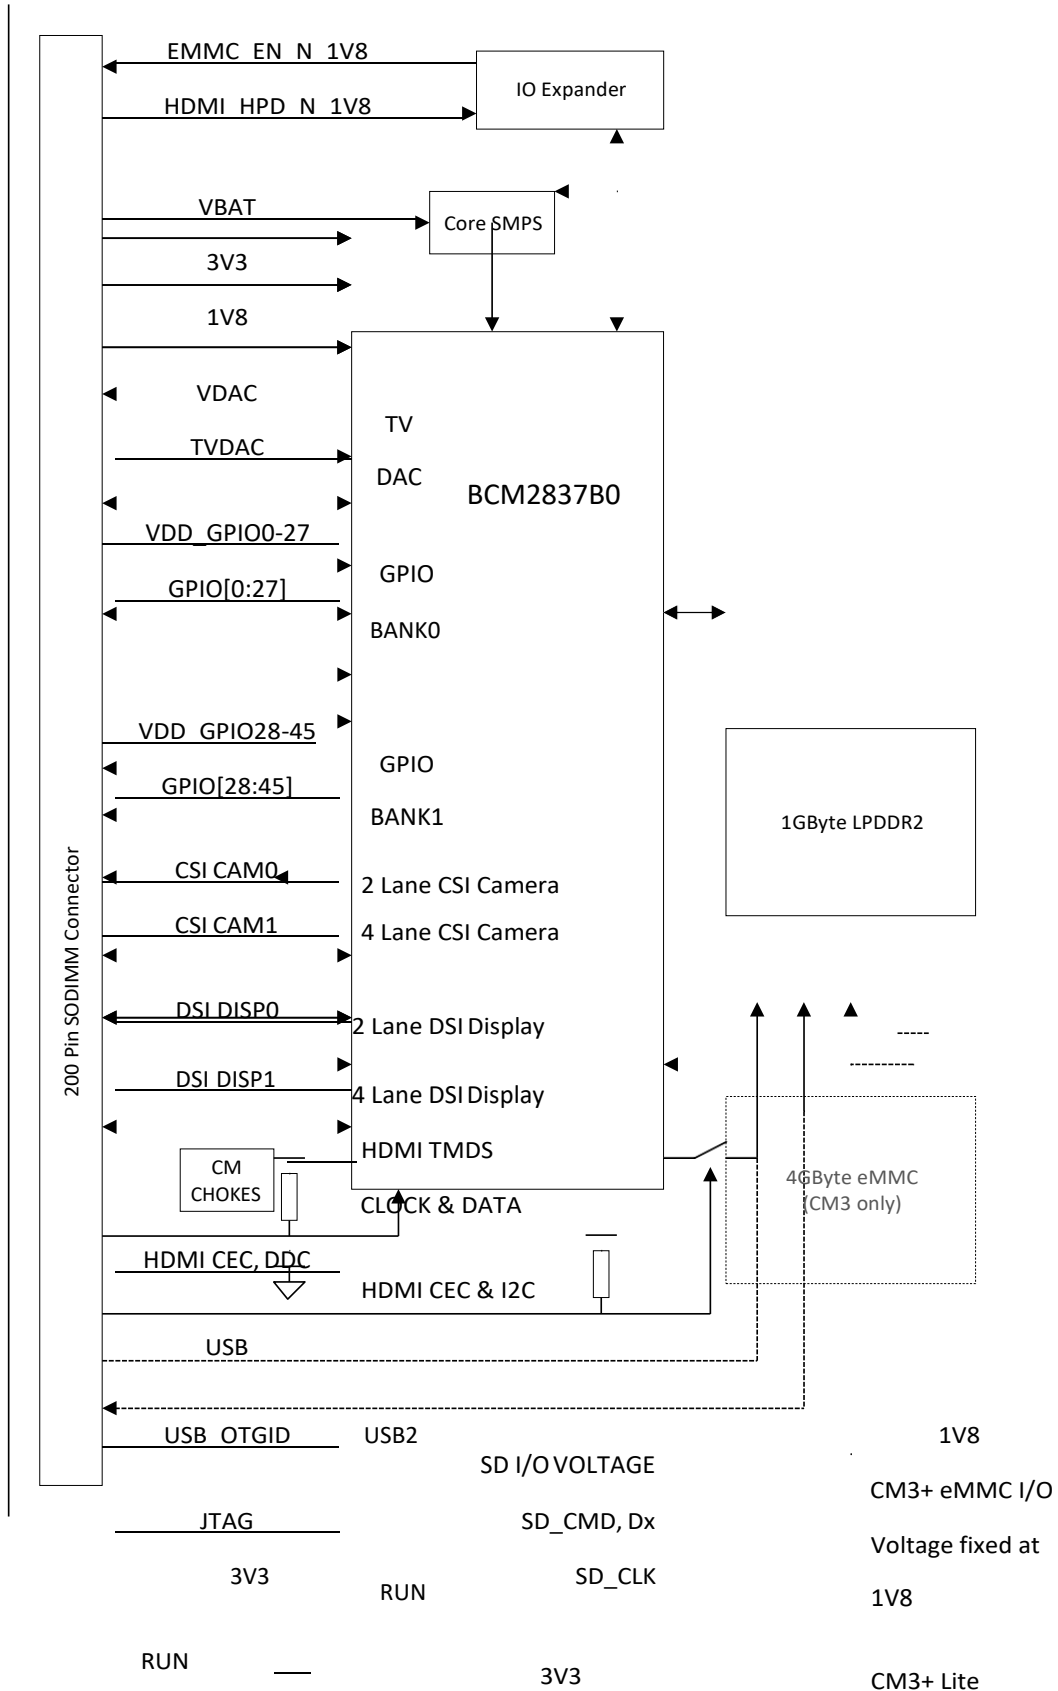 EMMC_EN_N_1V8
IO Expander
HDMI_HPD_N_1V8
VBAT
Core SMPS
3V3
1V8
VDAC
TV
TVDAC
DAC
BCM2837B0
VDD_GPIO0-27
GPIO
GPIO[0:27]
BANK0
VDD_GPIO28-45
GPIO
GPIO[28:45]
BANK1
1GByte LPDDR2
200 Pin SODIMM Connector
CSI CAM0
2 Lane CSI Camera
CSI CAM1
4 Lane CSI Camera
DSI DISP0
2 Lane DSI Display
DSI DISP1
4 Lane DSI Display
HDMI TMDS
CM
CHOKES
4GByte eMMC
(CM3 only)
CLOCK & DATA
HDMI CEC, DDC
HDMI CEC & I2C
USB
USB_OTGID
USB2
1V8
SD I/O VOLTAGE
CM3+ eMMC I/O
JTAG
SD_CMD, Dx
Voltage fixed at
3V3
SD_CLK
RUN
1V8
RUN
3V3
CM3+ Lite